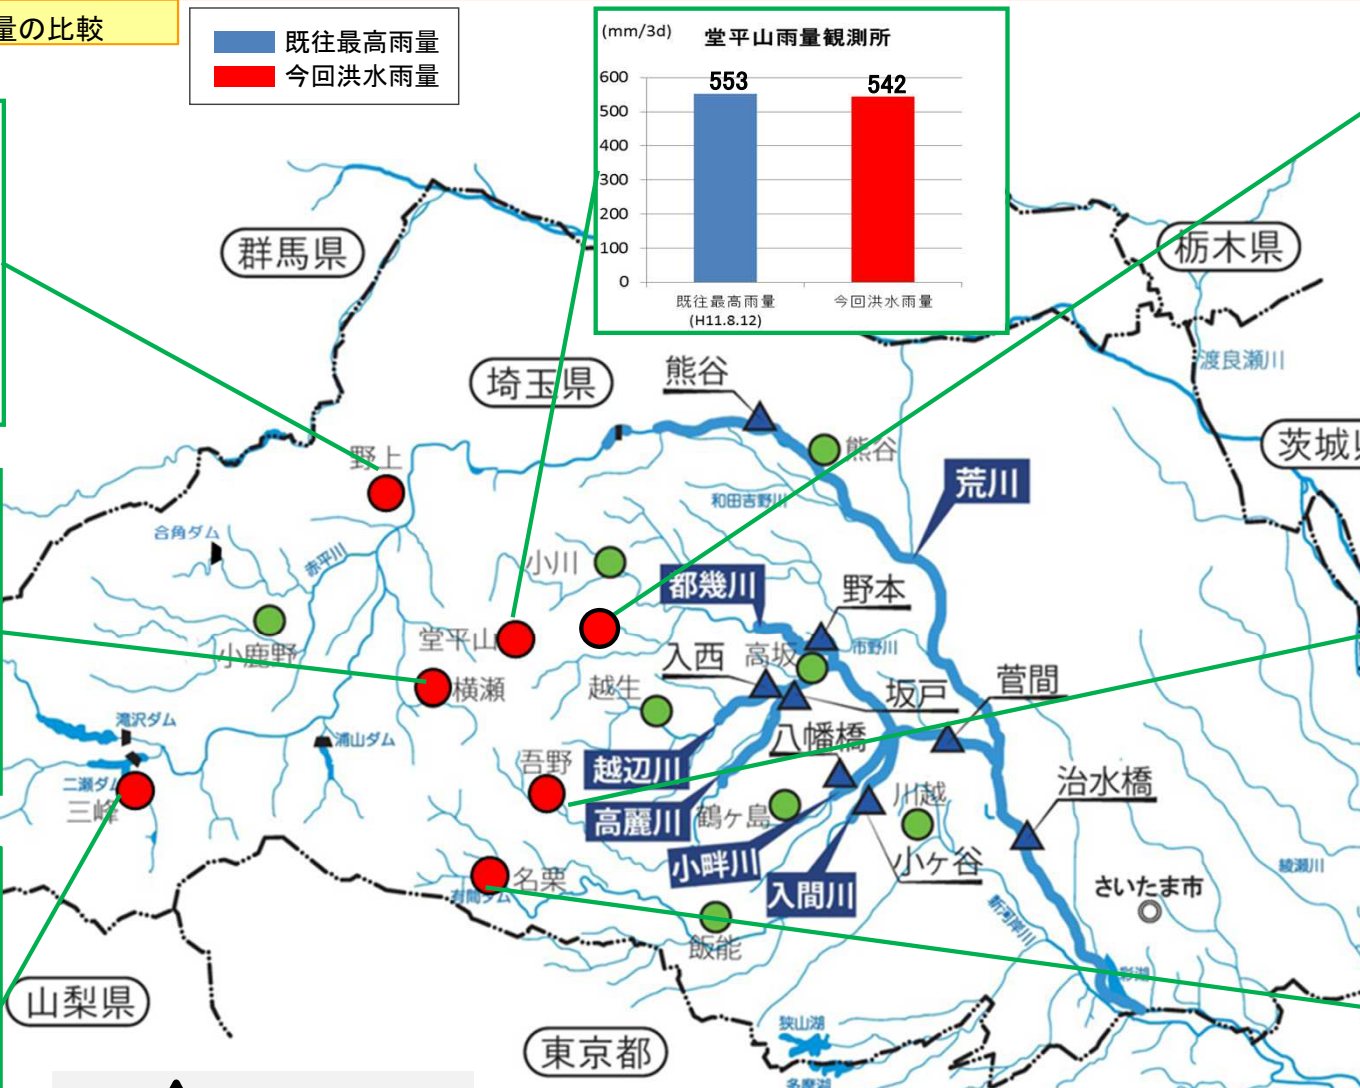 量の比較
既往最高雨量
今回洪水雨量
(mm/3d)
堂平山雨量観測所
600
500
400
300
200
100
0
553
542
既往最高雨量
(H11.8.12)
今回洪水雨量
群馬県
栃木県
渡良瀬川
埼玉県
熊谷
茨城県
熊谷
野上
荒川
和田吉野川
合角ダム
赤平川
小川
都幾川
野本
小鹿野
堂平山
入西
高坂
市野川
横瀬
越生
坂戸
菅間
滝沢ダム
浦山ダム
八幡橋
吾野
越辺川
二瀬ダム
三峰
高麗川
鶴ヶ島
川越
治水橋
小畔川
小ヶ谷
綾瀬川
名栗
有間ダム
入間川
さいたま市
新河岸川
飯能
彩湖
山梨県
東京都
狭山湖
多摩湖